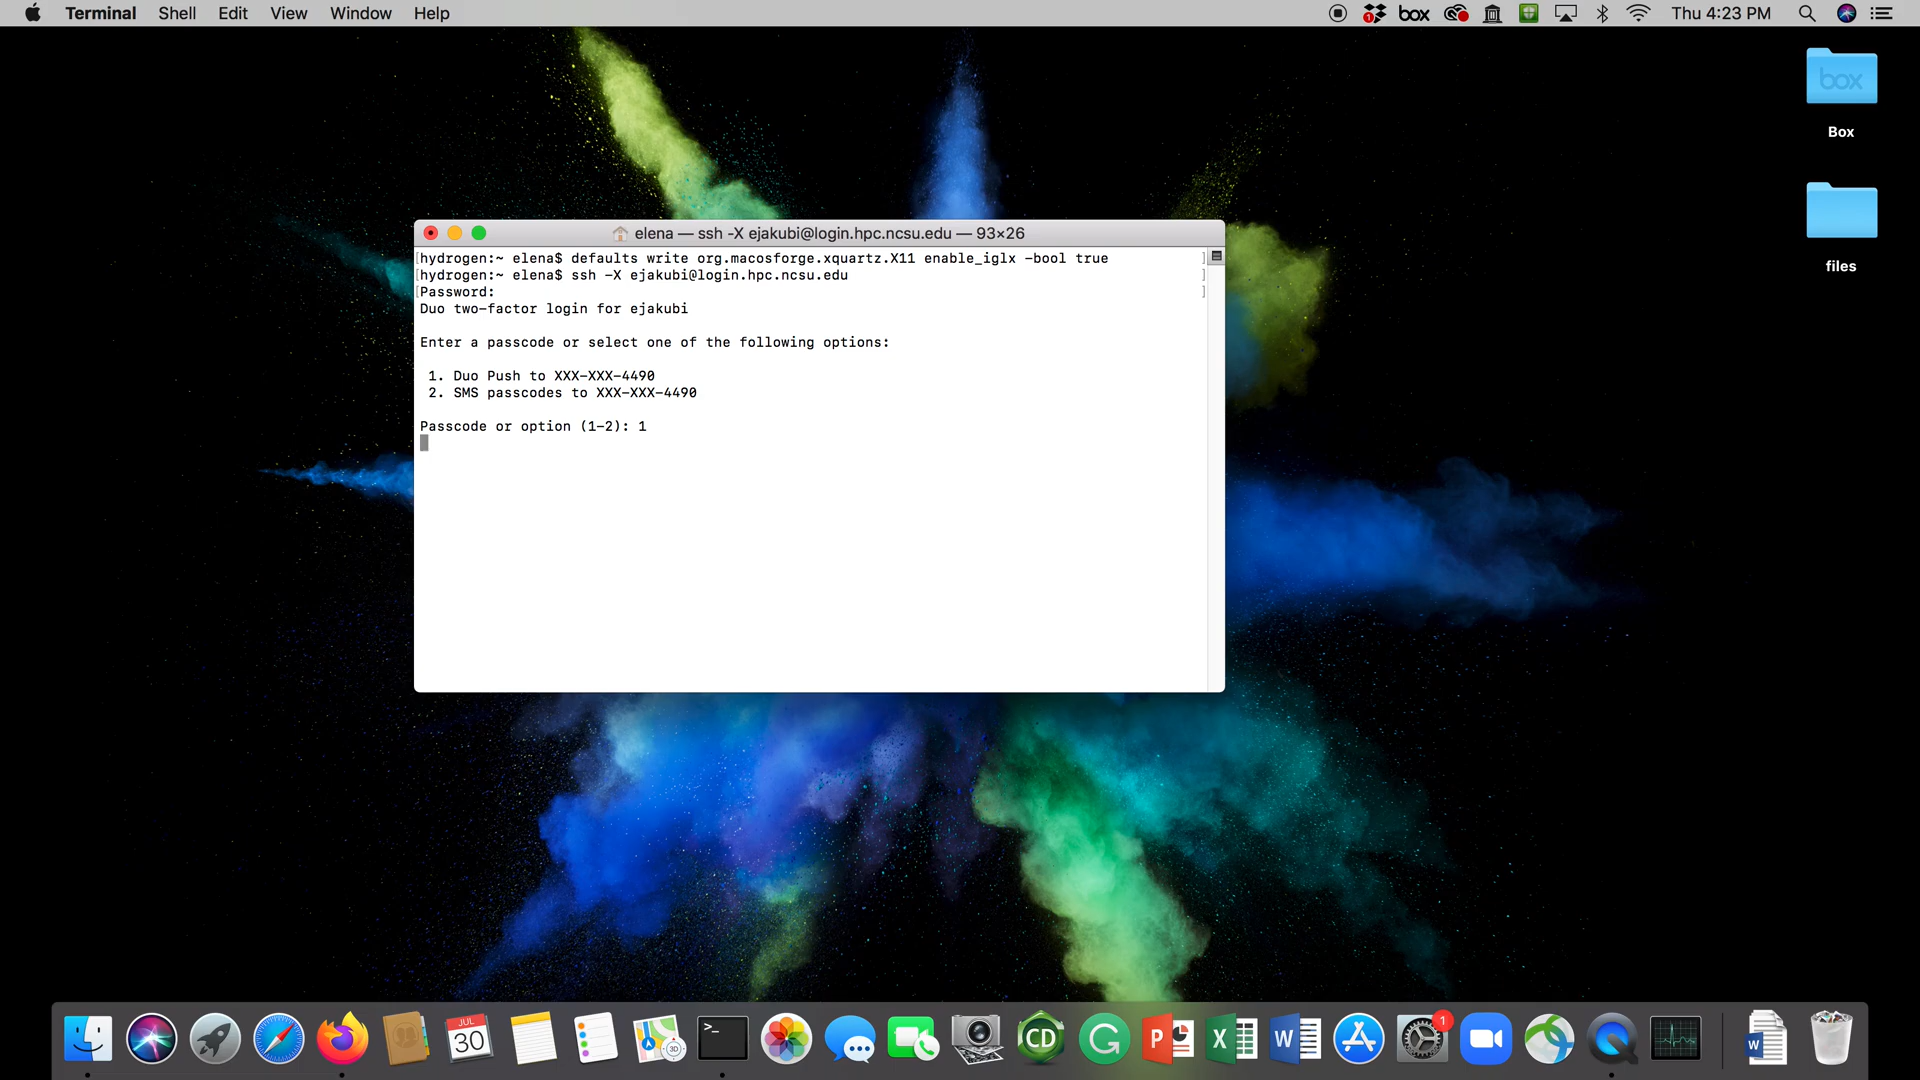 Terminal Shell Edit View Window Help
1 box Thu 4:23 PM
box
Box
files
elena — ssh -X ejakubi@login.hpc.ncsu.edu — 93×26
[hydrogen:~ elena$ defaults write org.macosforge.xquartz.X11 enable_iglx -bool true ]
[hydrogen:~ elena$ ssh -X ejakubi@login.hpc.ncsu.edu
[Password: ]
Duo two-factor login for ejakubi
Enter a passcode or select one of the following options:
1. Duo Push to XXX-XXX-4490
2. SMS passcodes to XXX-XXX-4490
Passcode or option (1-2): 1
JUL
30
3D
>_
CD
G
P
X
W
1
W